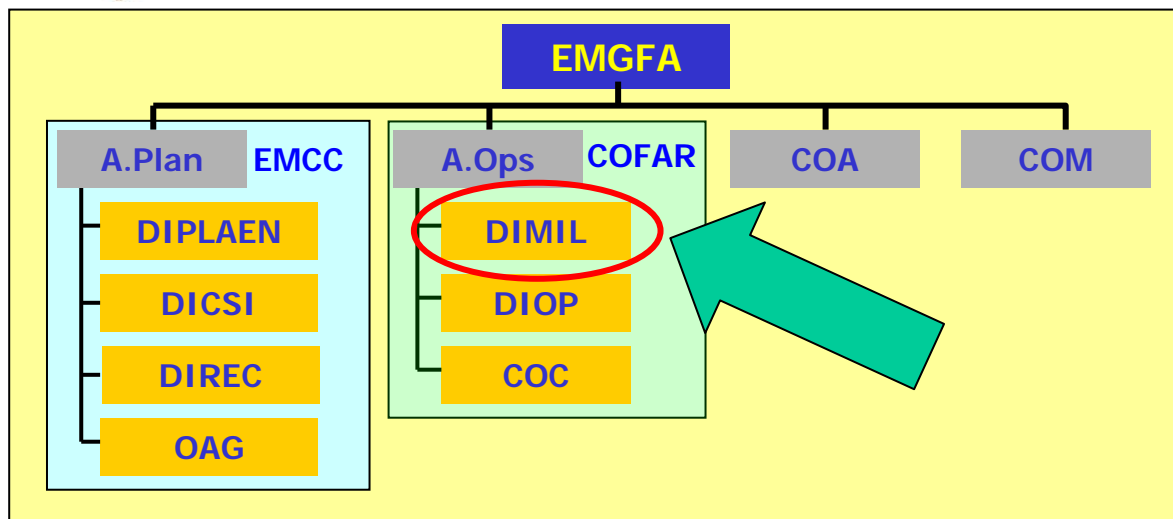 EMGFA
A.Plan EMCC
A.Ops COFAR
COA
COM
DIPLAEN
DICSI
DIREC
OAG
DIMIL
DIOP
COC